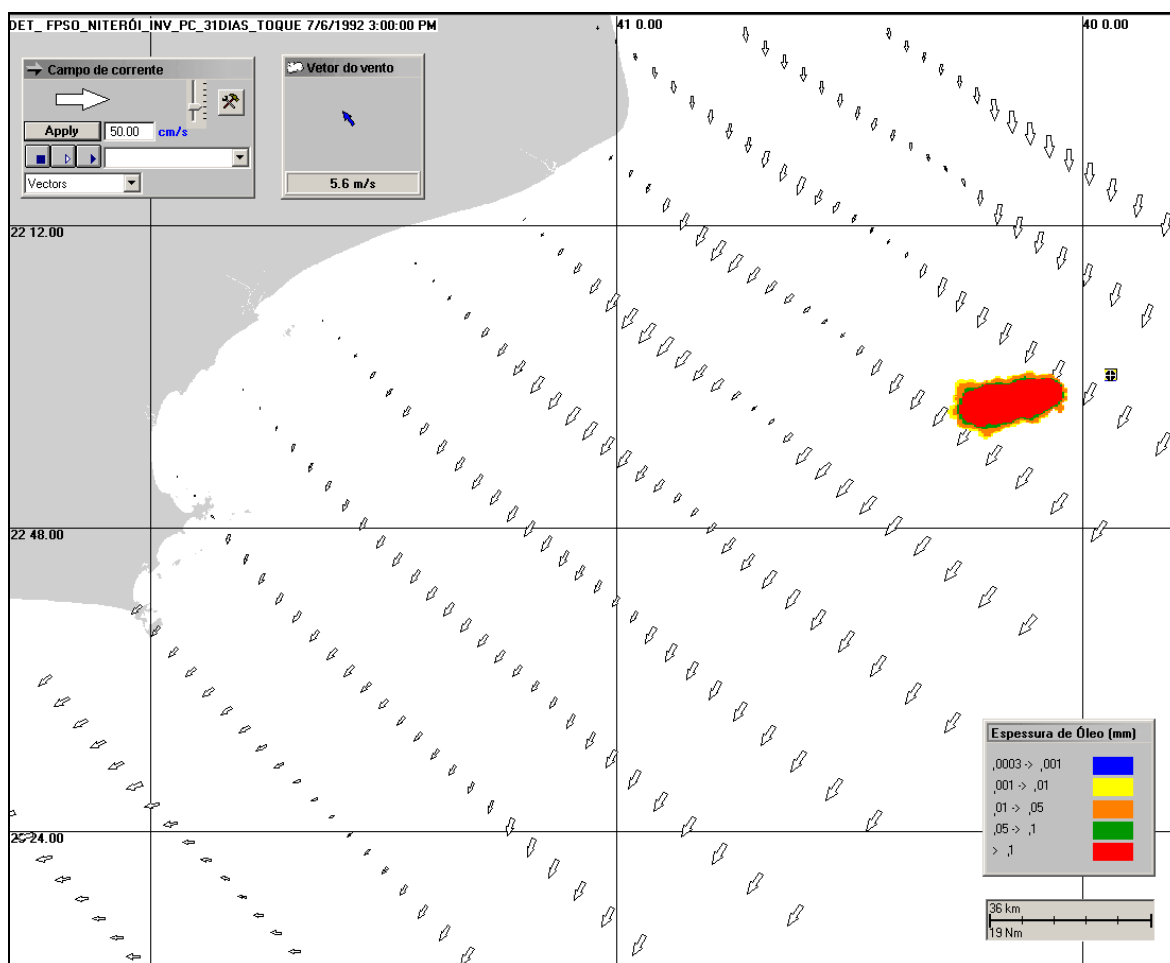 DET_ FPSO_NITERÓI_INV_PC_31DIAS_TOQUE 7/6/1992 3:00:00 PM
41 0.00
40 0.00
Campo de corrente
Apply
50.00
cm/s
Vectors
Vetor do vento
5.6 m/s
22 12.00
22 48.00
24.00
Espessura de Óleo (mm)
,0003 -> ,001
,001 -> ,01
,01 -> ,05
,05 -> ,1
> ,1
36 km
19 Nm